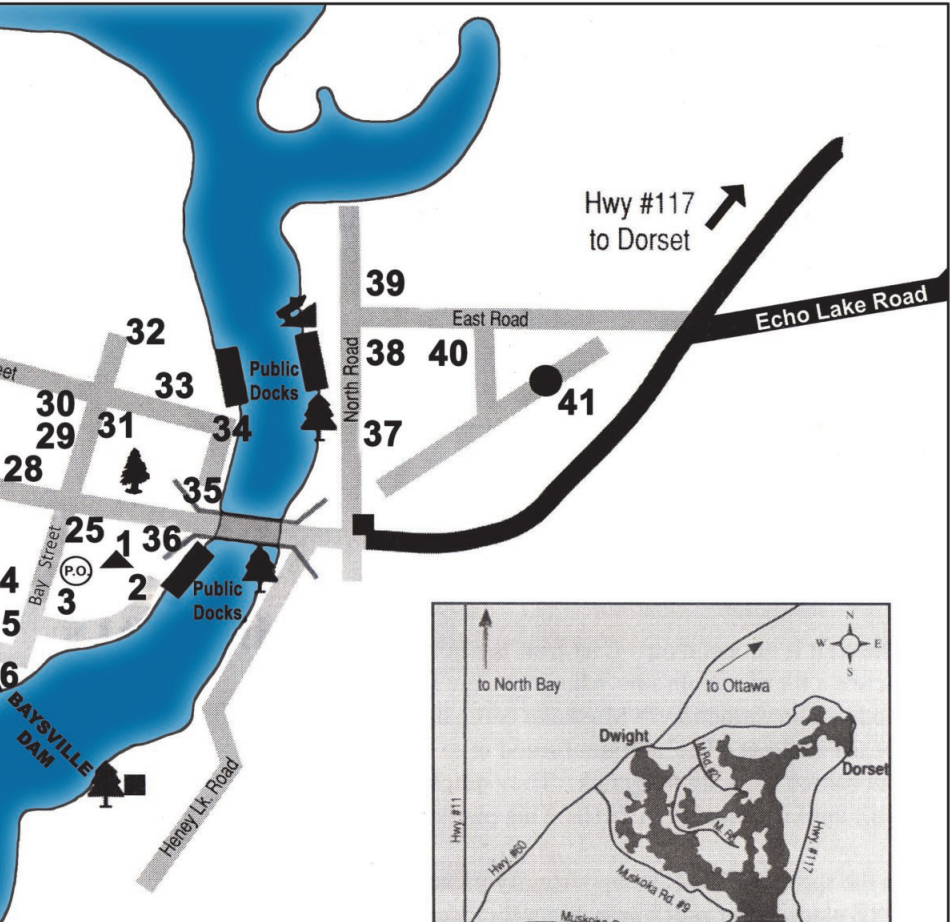 Hwy #117
to Dorset
39
East Road
Echo Lake Road
32
33
Public
Docks
38
40
North Road
41
30
31
29
34
37
28
35
25
1
36
Bay Street
P.O.
2
3
4
5
6
Public
Docks
BAYSVILLE
DAM
Heney Lk. Road
N
W
E
S
to North Bay
to Ottawa
Dwight
Dorset
Hwy. #11
Hwy. #60
Hwy. #117
Muskoka Rd. #9